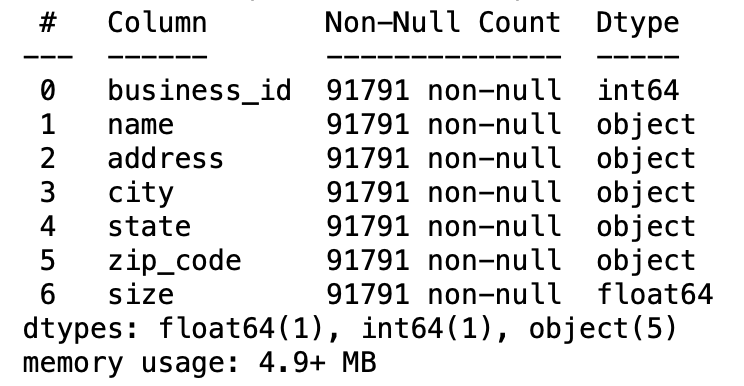 #   Column       Non-Null Count  Dtype
---  ------       --------------  -----
0   business_id  91791 non-null  int64
1   name         91791 non-null  object
2   address      91791 non-null  object
3   city         91791 non-null  object
4   state        91791 non-null  object
5   zip_code     91791 non-null  object
6   size         91791 non-null  float64
dtypes: float64(1), int64(1), object(5)
memory usage: 4.9+ MB